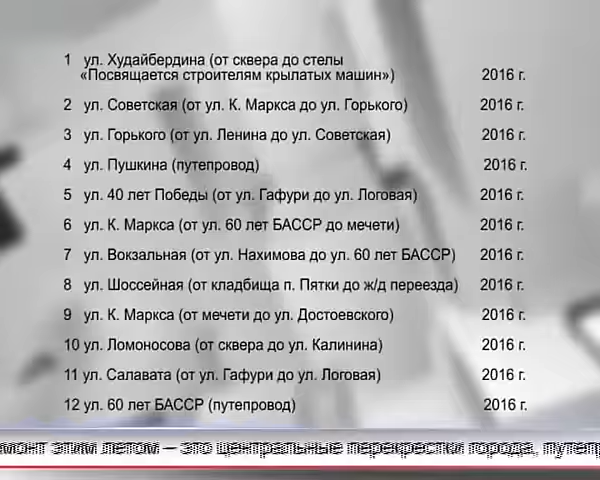 1 ул. Худайбердина (от сквера до стелы
«Посвящается строителям крылатых машин») 2016 г.
2 ул. Советская (от ул. К. Маркса до ул. Горького) 2016 г.
3 ул. Горького (от ул. Ленина до ул. Советская) 2016 г.
4 ул. Пушкина (путепровод) 2016 г.
5 ул. 40 лет Победы (от ул. Гафури до ул. Логовая) 2016 г.
6 ул. К. Маркса (от ул. 60 лет БАССР до мечети) 2016 г.
7 ул. Вокзальная (от ул. Нахимова до ул. 60 лет БАССР) 2016 г.
8 ул. Шоссейная (от кладбища п. Пятки до ж/д переезда) 2016 г.
9 ул. К. Маркса (от мечети до ул. Достоевского) 2016 г.
10 ул. Ломоносова (от сквера до ул. Калинина) 2016 г.
11 ул. Салавата (от ул. Гафури до ул. Логовая) 2016 г.
12 ул. 60 лет БАССР (путепровод) 2016 г.
монт этим летом – это центральные перекрестки города, путепр